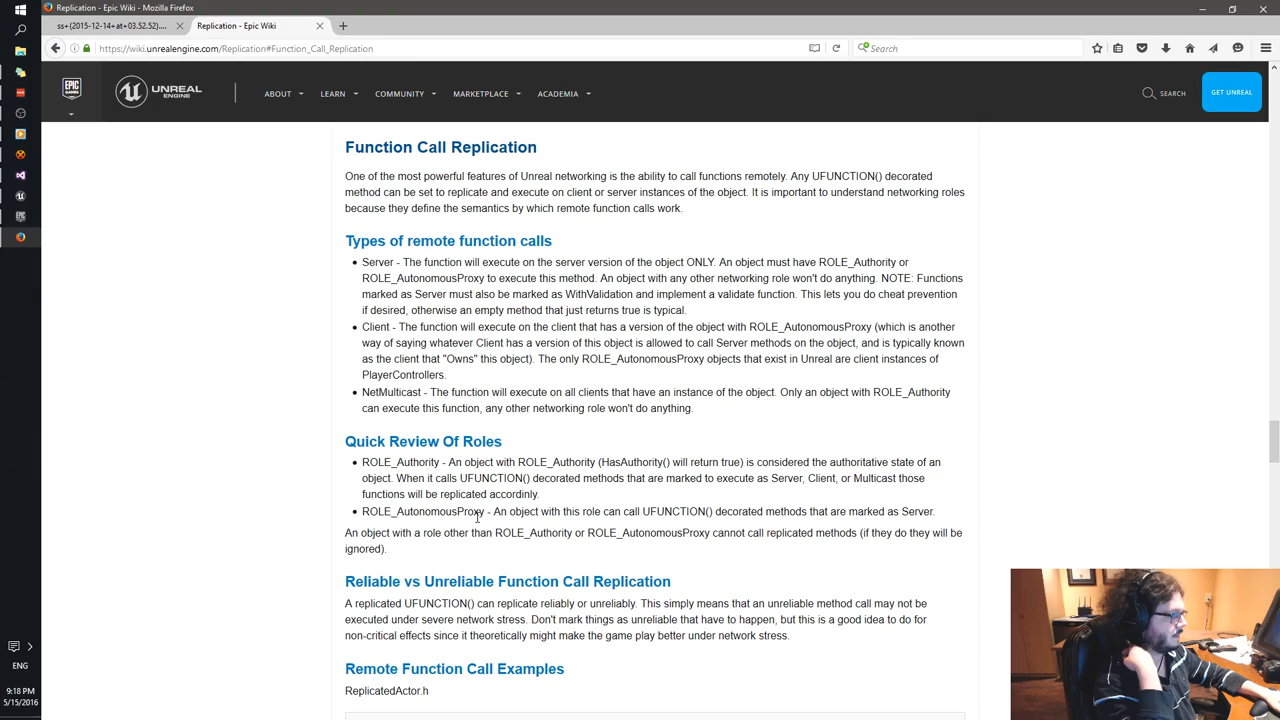 Replication - Epic Wiki - Mozilla Firefox
ss+(2015-12-14+at+03.52.52)....
Replication - Epic Wiki
https://wiki.unrealengine.com/Replication#Function_Call_Replication
Search
EPIC GAMES
UNREAL ENGINE
ABOUT LEARN COMMUNITY MARKETPLACE ACADEMIA
SEARCH
GET UNREAL
Function Call Replication
One of the most powerful features of Unreal networking is the ability to call functions remotely. Any UFUNCTION() decorated
method can be set to replicate and execute on client or server instances of the object. It is important to understand networking roles
because they define the semantics by which remote function calls work.
Types of remote function calls
Server - The function will execute on the server version of the object ONLY. An object must have ROLE_Authority or
ROLE_AutonomousProxy to execute this method. An object with any other networking role won't do anything. NOTE: Functions
marked as Server must also be marked as WithValidation and implement a validate function. This lets you do cheat prevention
if desired, otherwise an empty method that just returns true is typical.
Client - The function will execute on the client that has a version of the object with ROLE_AutonomousProxy (which is another
way of saying whatever Client has a version of this object is allowed to call Server methods on the object, and is typically known
as the client that "Owns" this object). The only ROLE_AutonomousProxy objects that exist in Unreal are client instances of
PlayerControllers.
NetMulticast - The function will execute on all clients that have an instance of the object. Only an object with ROLE_Authority
can execute this function, any other networking role won't do anything.
Quick Review Of Roles
ROLE_Authority - An object with ROLE_Authority (HasAuthority() will return true) is considered the authoritative state of an
object. When it calls UFUNCTION() decorated methods that are marked to execute as Server, Client, or Multicast those
functions will be replicated accordinly.
ROLE_AutonomousProxy - An object with this role can call UFUNCTION() decorated methods that are marked as Server.
An object with a role other than ROLE_Authority or ROLE_AutonomousProxy cannot call replicated methods (if they do they will be
ignored).
Reliable vs Unreliable Function Call Replication
A replicated UFUNCTION() can replicate reliably or unreliably. This simply means that an unreliable method call may not be
executed under severe network stress. Don't mark things as unreliable that have to happen, but this is a good idea to do for
non-critical effects since it theoretically might make the game play better under network stress.
Remote Function Call Examples
ReplicatedActor.h
ENG
9:18 PM
5/15/2016